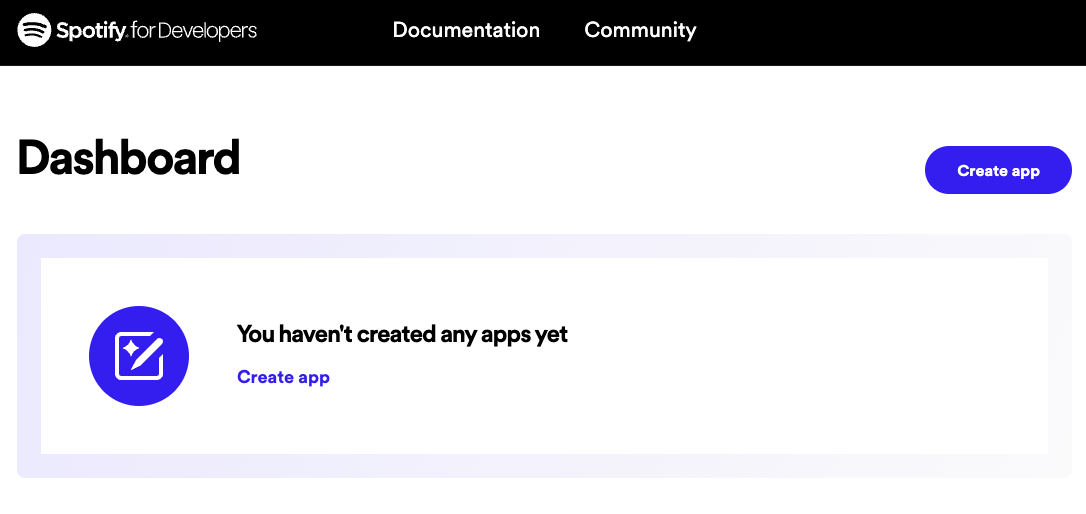 Spotify for Developers
Documentation
Community
Dashboard
Create app
You haven't created any apps yet
Create app